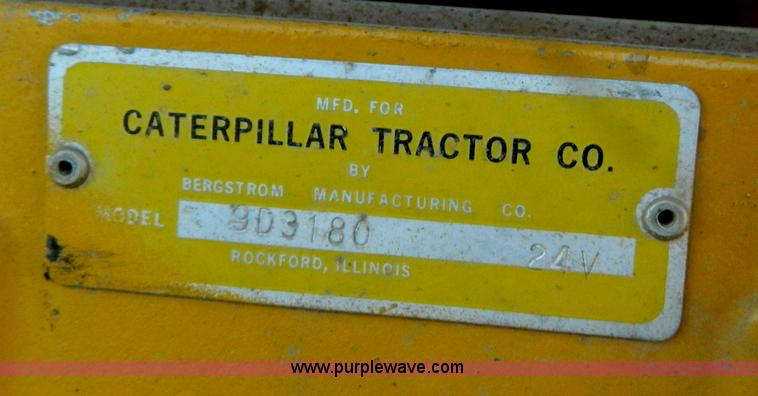 MFD. FOR
CATERPILLAR TRACTOR CO.
BY
BERGSTROM MANUFACTURING CO.
MODEL 9D3180 24V
ROCKFORD, ILLINOIS
www.purplewave.com